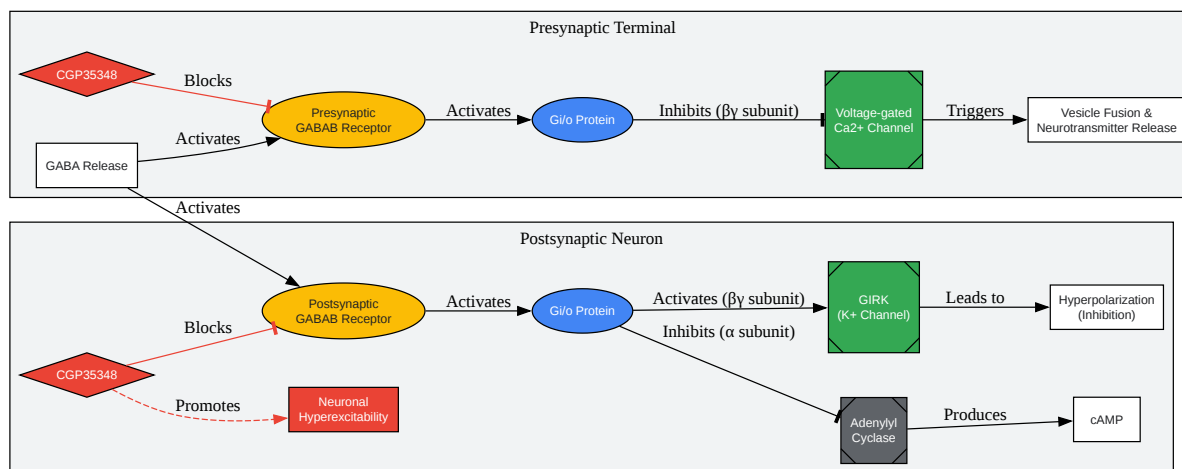 Presynaptic Terminal
CGP35348
Blocks
Presynaptic
GABAB Receptor
Activates
Gi/o Protein
Inhibits (βγ subunit)
Voltage-gated
Ca2+ Channel
Triggers
Vesicle Fusion &
Neurotransmitter Release
Activates
GABA Release
Activates
Postsynaptic Neuron
Postsynaptic
GABAB Receptor
Activates
Gi/o Protein
Activates (βγ subunit)
GIRK
(K+ Channel)
Leads to
Hyperpolarization
(Inhibition)
Inhibits (α subunit)
Blocks
CGP35348
Promotes
Neuronal
Hyperexcitability
Adenylyl
Cyclase
Produces
cAMP